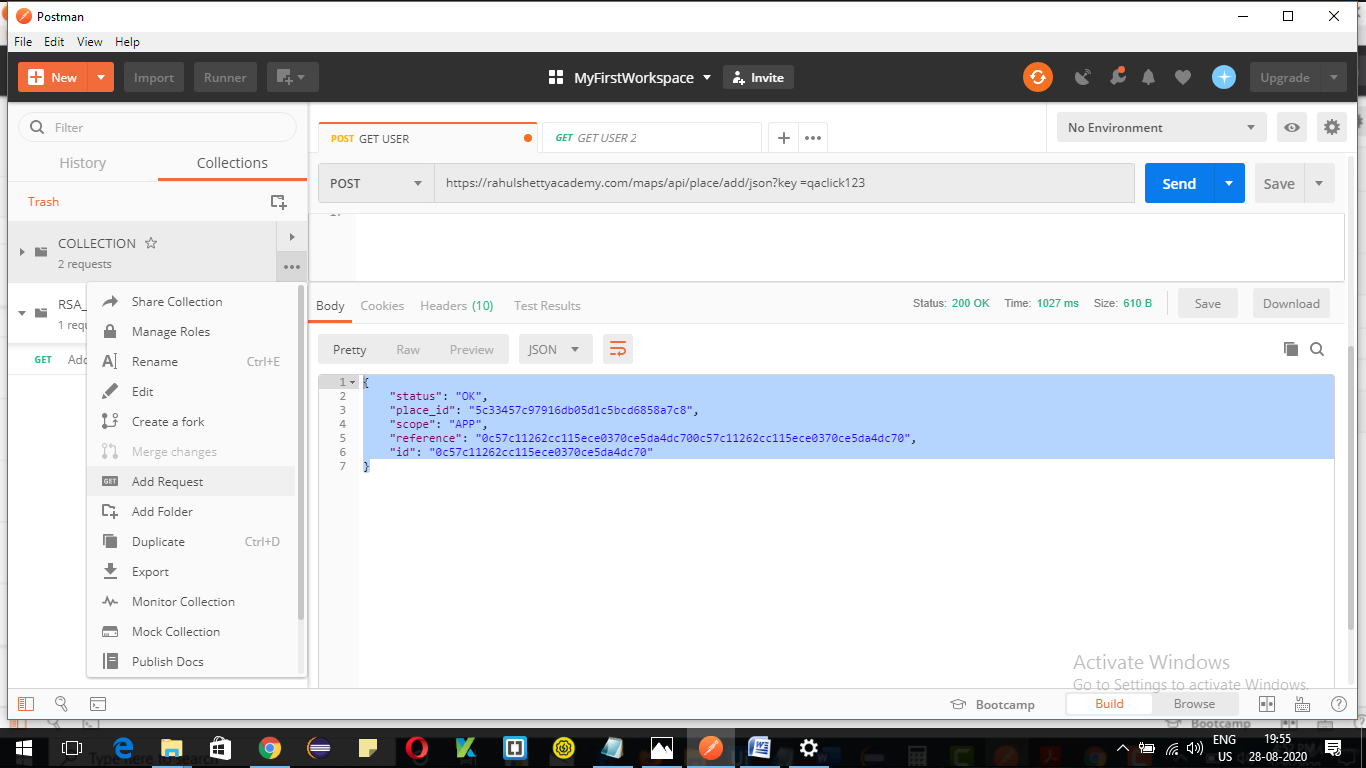 Postman
File Edit View Help
New Import Runner MyFirstWorkspace Invite Upgrade
Filter
History Collections
Trash
COLLECTION
2 requests
RSA_
1 requ
GET Add
Share Collection
Manage Roles
Rename Ctrl+E
Edit
Create a fork
Merge changes
GET Add Request
Add Folder
Duplicate Ctrl+D
Export
Monitor Collection
Mock Collection
Publish Docs
POST GET USER GET GET USER 2
No Environment
POST https://rahulshettyacademy.com/maps/api/place/add/json?key =qaclick123 Send Save
Body Cookies Headers (10) Test Results Status: 200 OK Time: 1027 ms Size: 610 B Save Download
Pretty Raw Preview JSON
1 {
2 "status": "OK",
3 "place_id": "5c33457c97916db05d1c5bcd6858a7c8",
4 "scope": "APP",
5 "reference": "0c57c11262cc115ece0370ce5da4dc700c57c11262cc115ece0370ce5da4dc70",
6 "id": "0c57c11262cc115ece0370ce5da4dc70"
7 }
Activate Windows
Go to Settings to activate Windows.
Bootcamp Build Browse
Bootcamp
Type here to search
ENG 19:55
US 28-08-2020